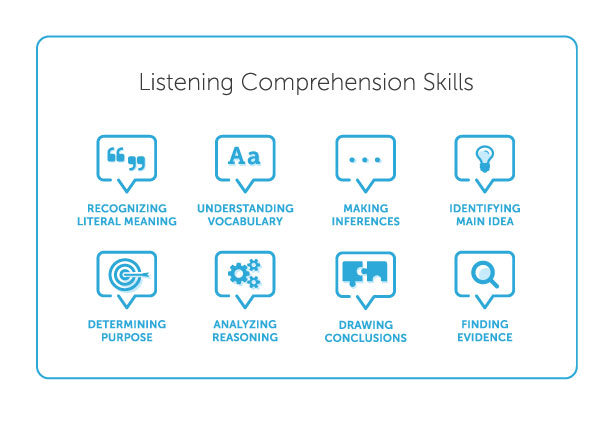 Listening Comprehension Skills
Aa
RECOGNIZING
LITERAL MEANING
UNDERSTANDING
VOCABULARY
MAKING
INFERENCES
IDENTIFYING
MAIN IDEA
DETERMINING
PURPOSE
ANALYZING
REASONING
DRAWING
CONCLUSIONS
FINDING
EVIDENCE